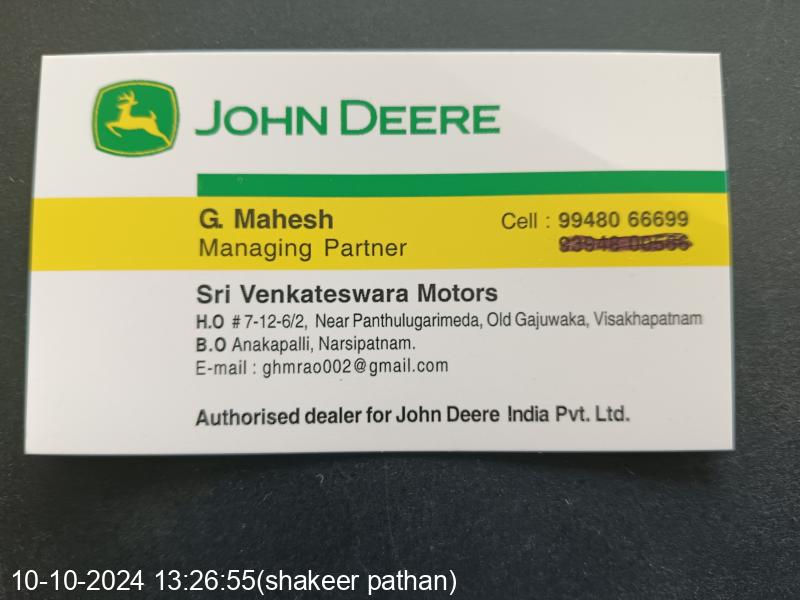 JOHN DEERE
G. Mahesh
Managing Partner
Cell : 99480 66699
Sri Venkateswara Motors
H.O # 7-12-6/2, Near Panthulugarimeda, Old Gajuwaka, Visakhapatnam
B.O Anakapalli, Narsipatnam.
E-mail : ghmrao002@gmail.com
Authorised dealer for John Deere India Pvt. Ltd.
10-10-2024 13:26:55(shakeer pathan)